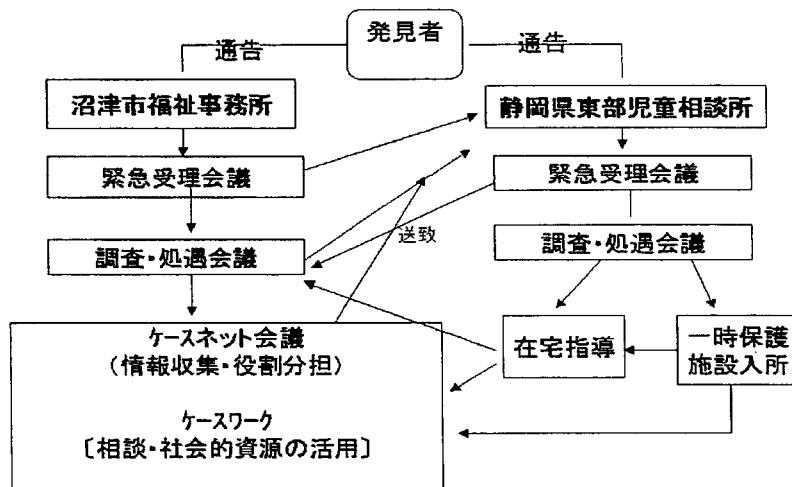 発見者
通告
通告
沼津市福祉事務所
静岡県東部児童相談所
緊急受理会議
緊急受理会議
送致
調査・処遇会議
調査・処遇会議
ケースネット会議
（情報収集・役割分担）
在宅指導
一時保護
施設入所
ケースワーク
〔相談・社会的資源の活用〕